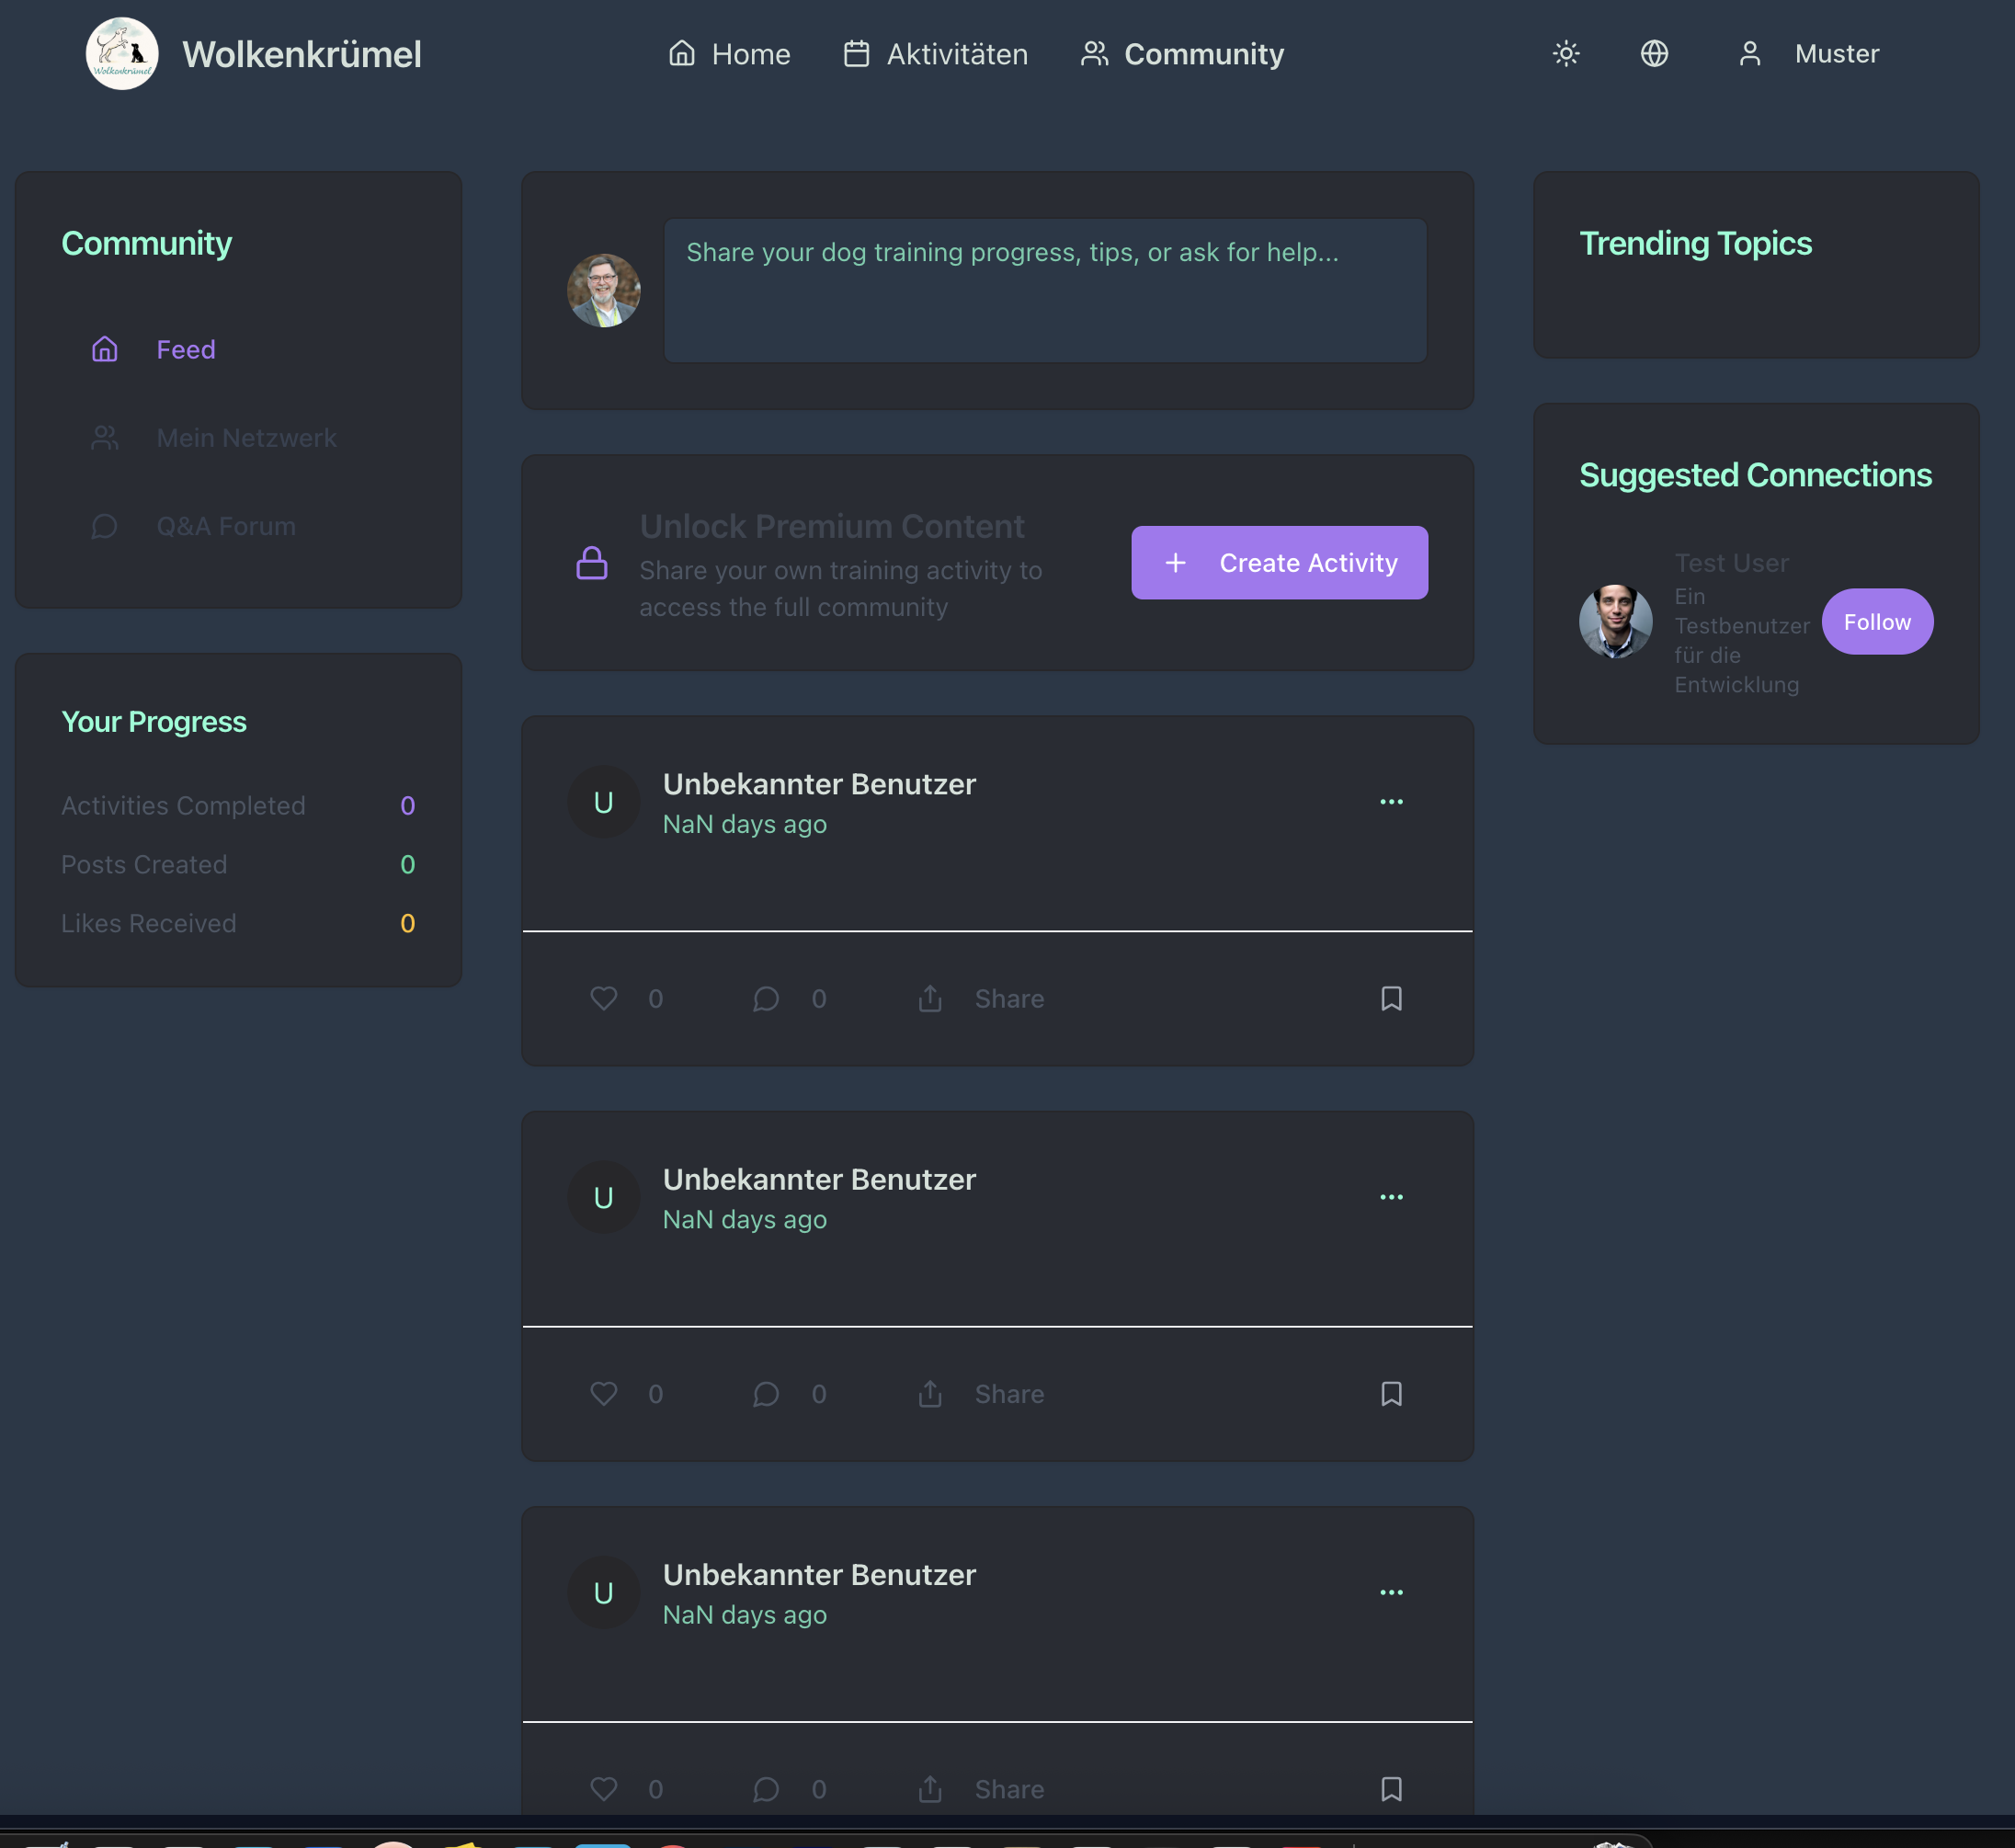 Wolkenkrümel
Wolkenkrümel
Home
Aktivitäten
Community
Muster
Community
Feed
Mein Netzwerk
Q&A Forum
Your Progress
Activities Completed 0
Posts Created 0
Likes Received 0
Share your dog training progress, tips, or ask for help...
Unlock Premium Content
Share your own training activity to
access the full community
Create Activity
U
Unbekannter Benutzer
NaN days ago
0 0 Share
U
Unbekannter Benutzer
NaN days ago
0 0 Share
U
Unbekannter Benutzer
NaN days ago
0 0 Share
Trending Topics
Suggested Connections
Test User
Ein
Testbenutzer
für die
Entwicklung
Follow